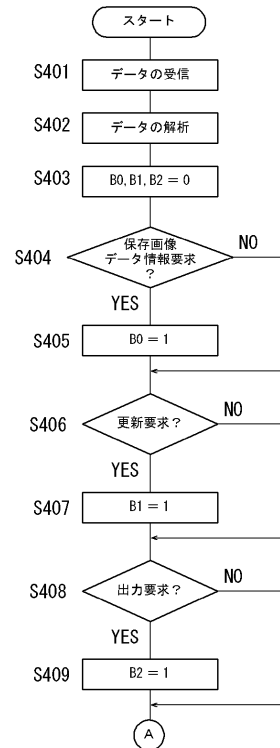 スタート
S401
データの受信
S402
データの解析
S403
B0, B1, B2 = 0
S404
保存画像
データ情報要求
?
NO
YES
S405
B0 = 1
S406
更新要求?
NO
YES
S407
B1 = 1
S408
出力要求?
NO
YES
S409
B2 = 1
A